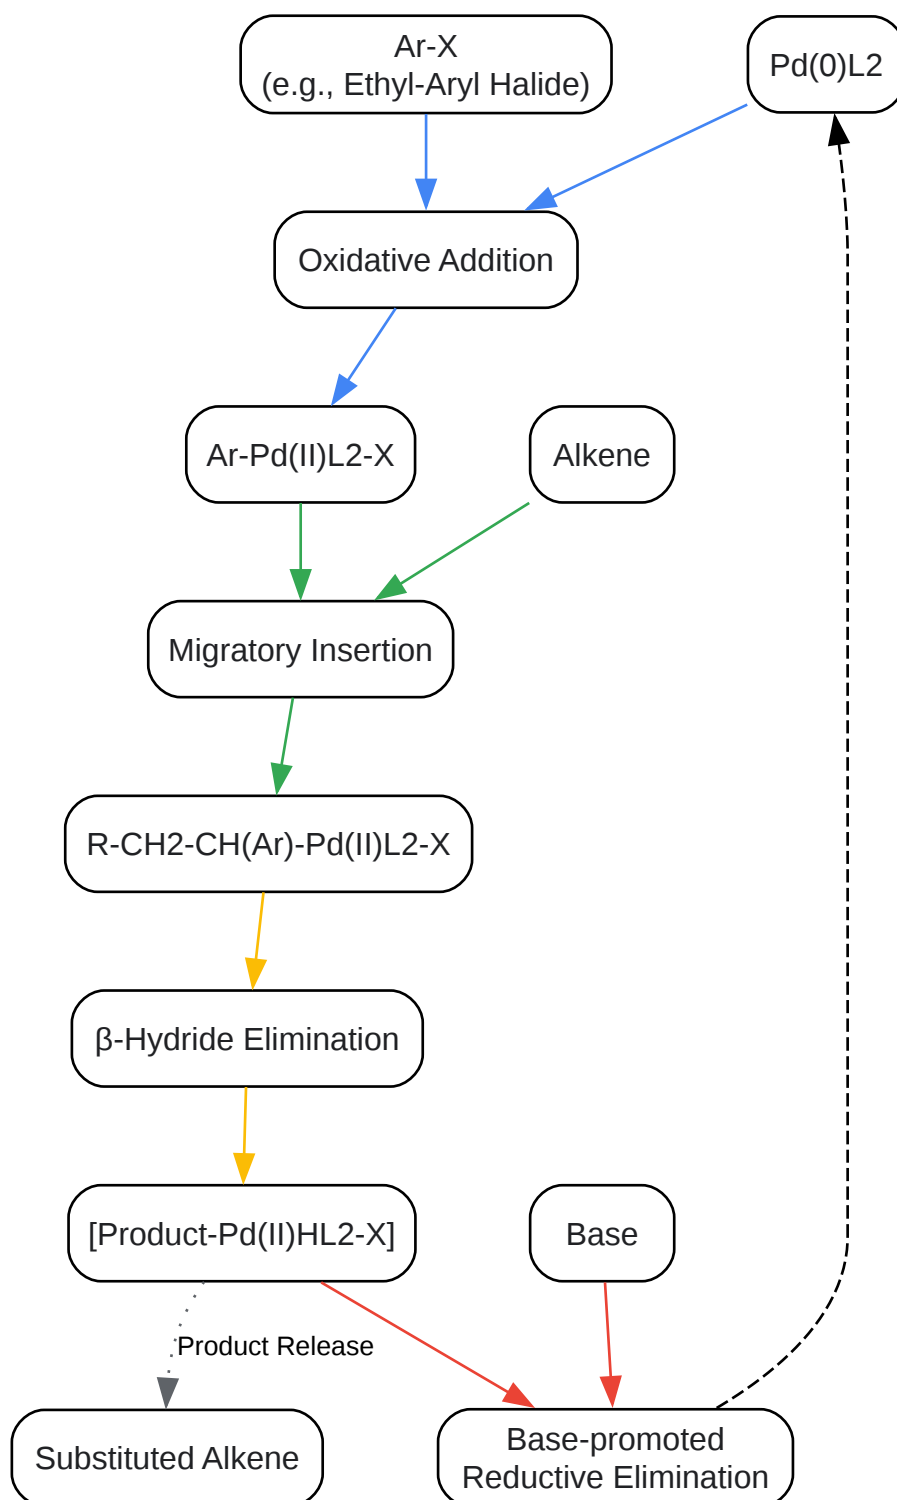 Ar-X
(e.g., Ethyl-Aryl Halide)
Pd(0)L2
Oxidative Addition
Ar-Pd(II)L2-X
Alkene
Migratory Insertion
R-CH2-CH(Ar)-Pd(II)L2-X
β-Hydride Elimination
[Product-Pd(II)HL2-X]
Base
Product Release
Substituted Alkene
Base-promoted
Reductive Elimination